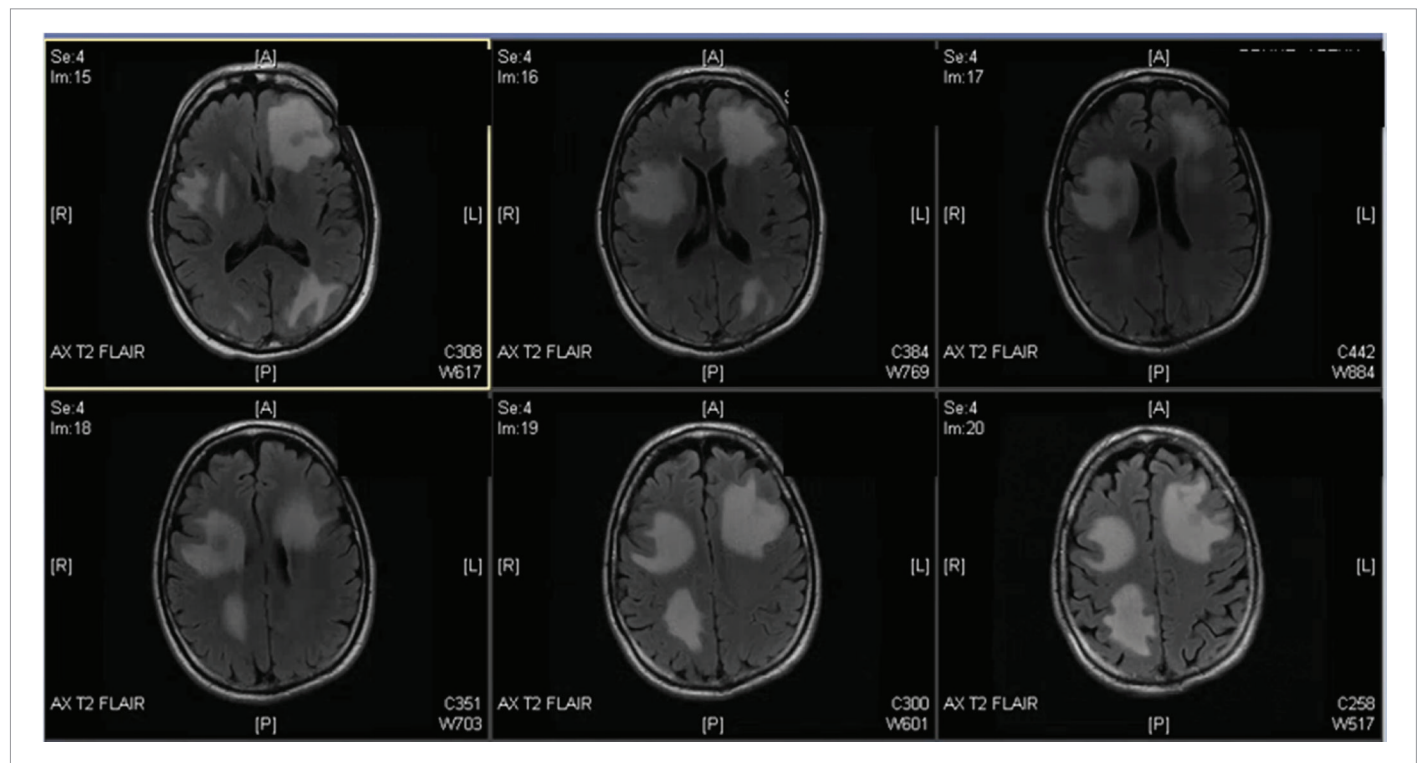 Se:4
Im:15
[A]
[R]
[L]
AX T2 FLAIR
C308
W617
[P]
Se:4
Im:16
[A]
[R]
[L]
AX T2 FLAIR
C384
W769
[P]
Se:4
Im:17
[A]
[R]
[L]
AX T2 FLAIR
C442
W884
[P]
Se:4
Im:18
[A]
[R]
[L]
AX T2 FLAIR
C351
W703
[P]
Se:4
Im:19
[A]
[R]
[L]
AX T2 FLAIR
C300
W601
[P]
Se:4
Im:20
[A]
[R]
[L]
AX T2 FLAIR
C258
W517
[P]